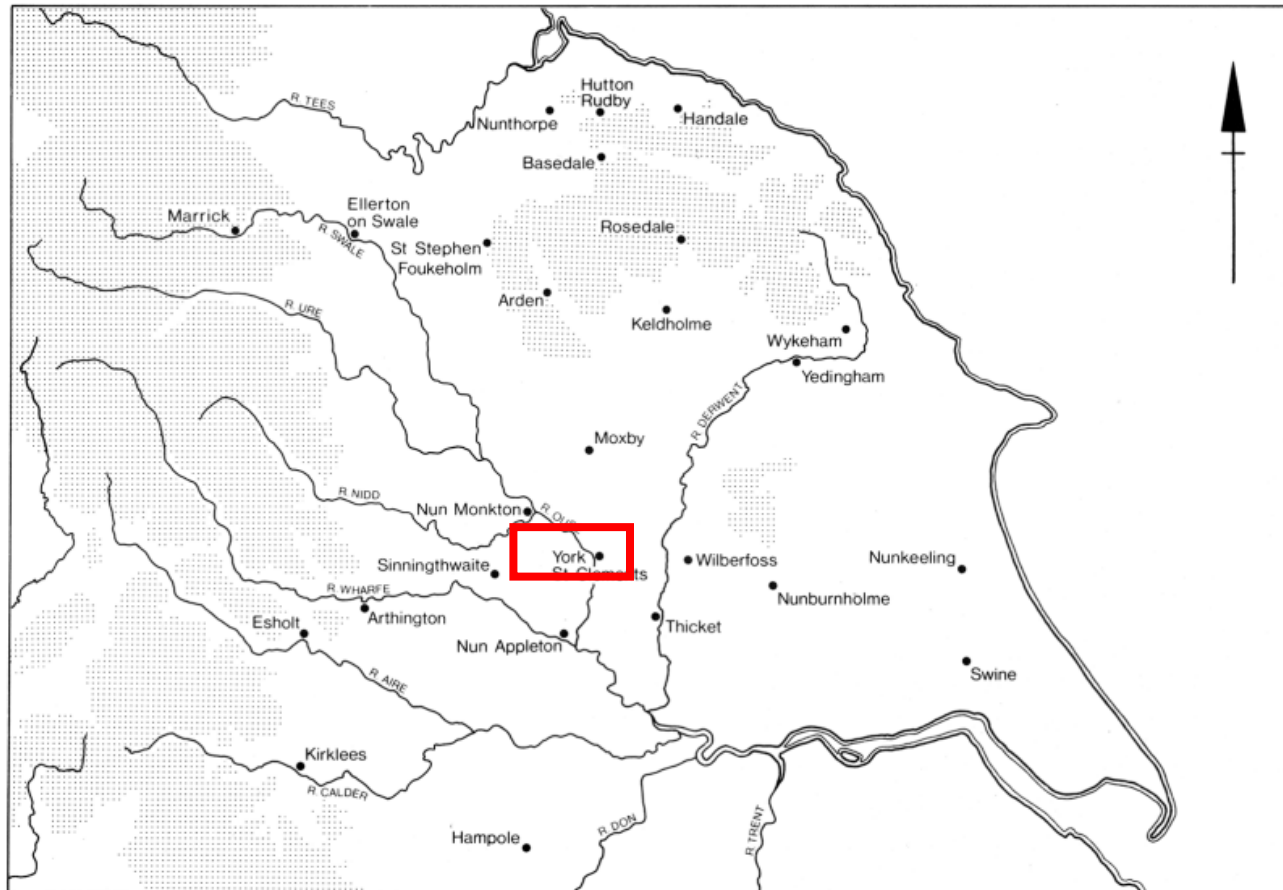 R. TEES
Hutton
Rudby
Nunthorpe
Handale
Basedale
Marrick
Ellerton
on Swale
R. SWALE
St Stephen
Foukeholm
Rosedale
Arden
Keldholme
R. URE
Wykeham
Yedingham
R. DERWENT
Moxby
R. NIDD
Nun Monkton
York
St Clements
Sinningthwaite
Wilberfoss
Nunkeeling
Nunburnholme
R. WHARFE
Arthington
Esholt
Nun Appleton
Thicket
Swine
R. AIRE
Kirklees
R. CALDER
Hampole
R. DON
R. TRENT